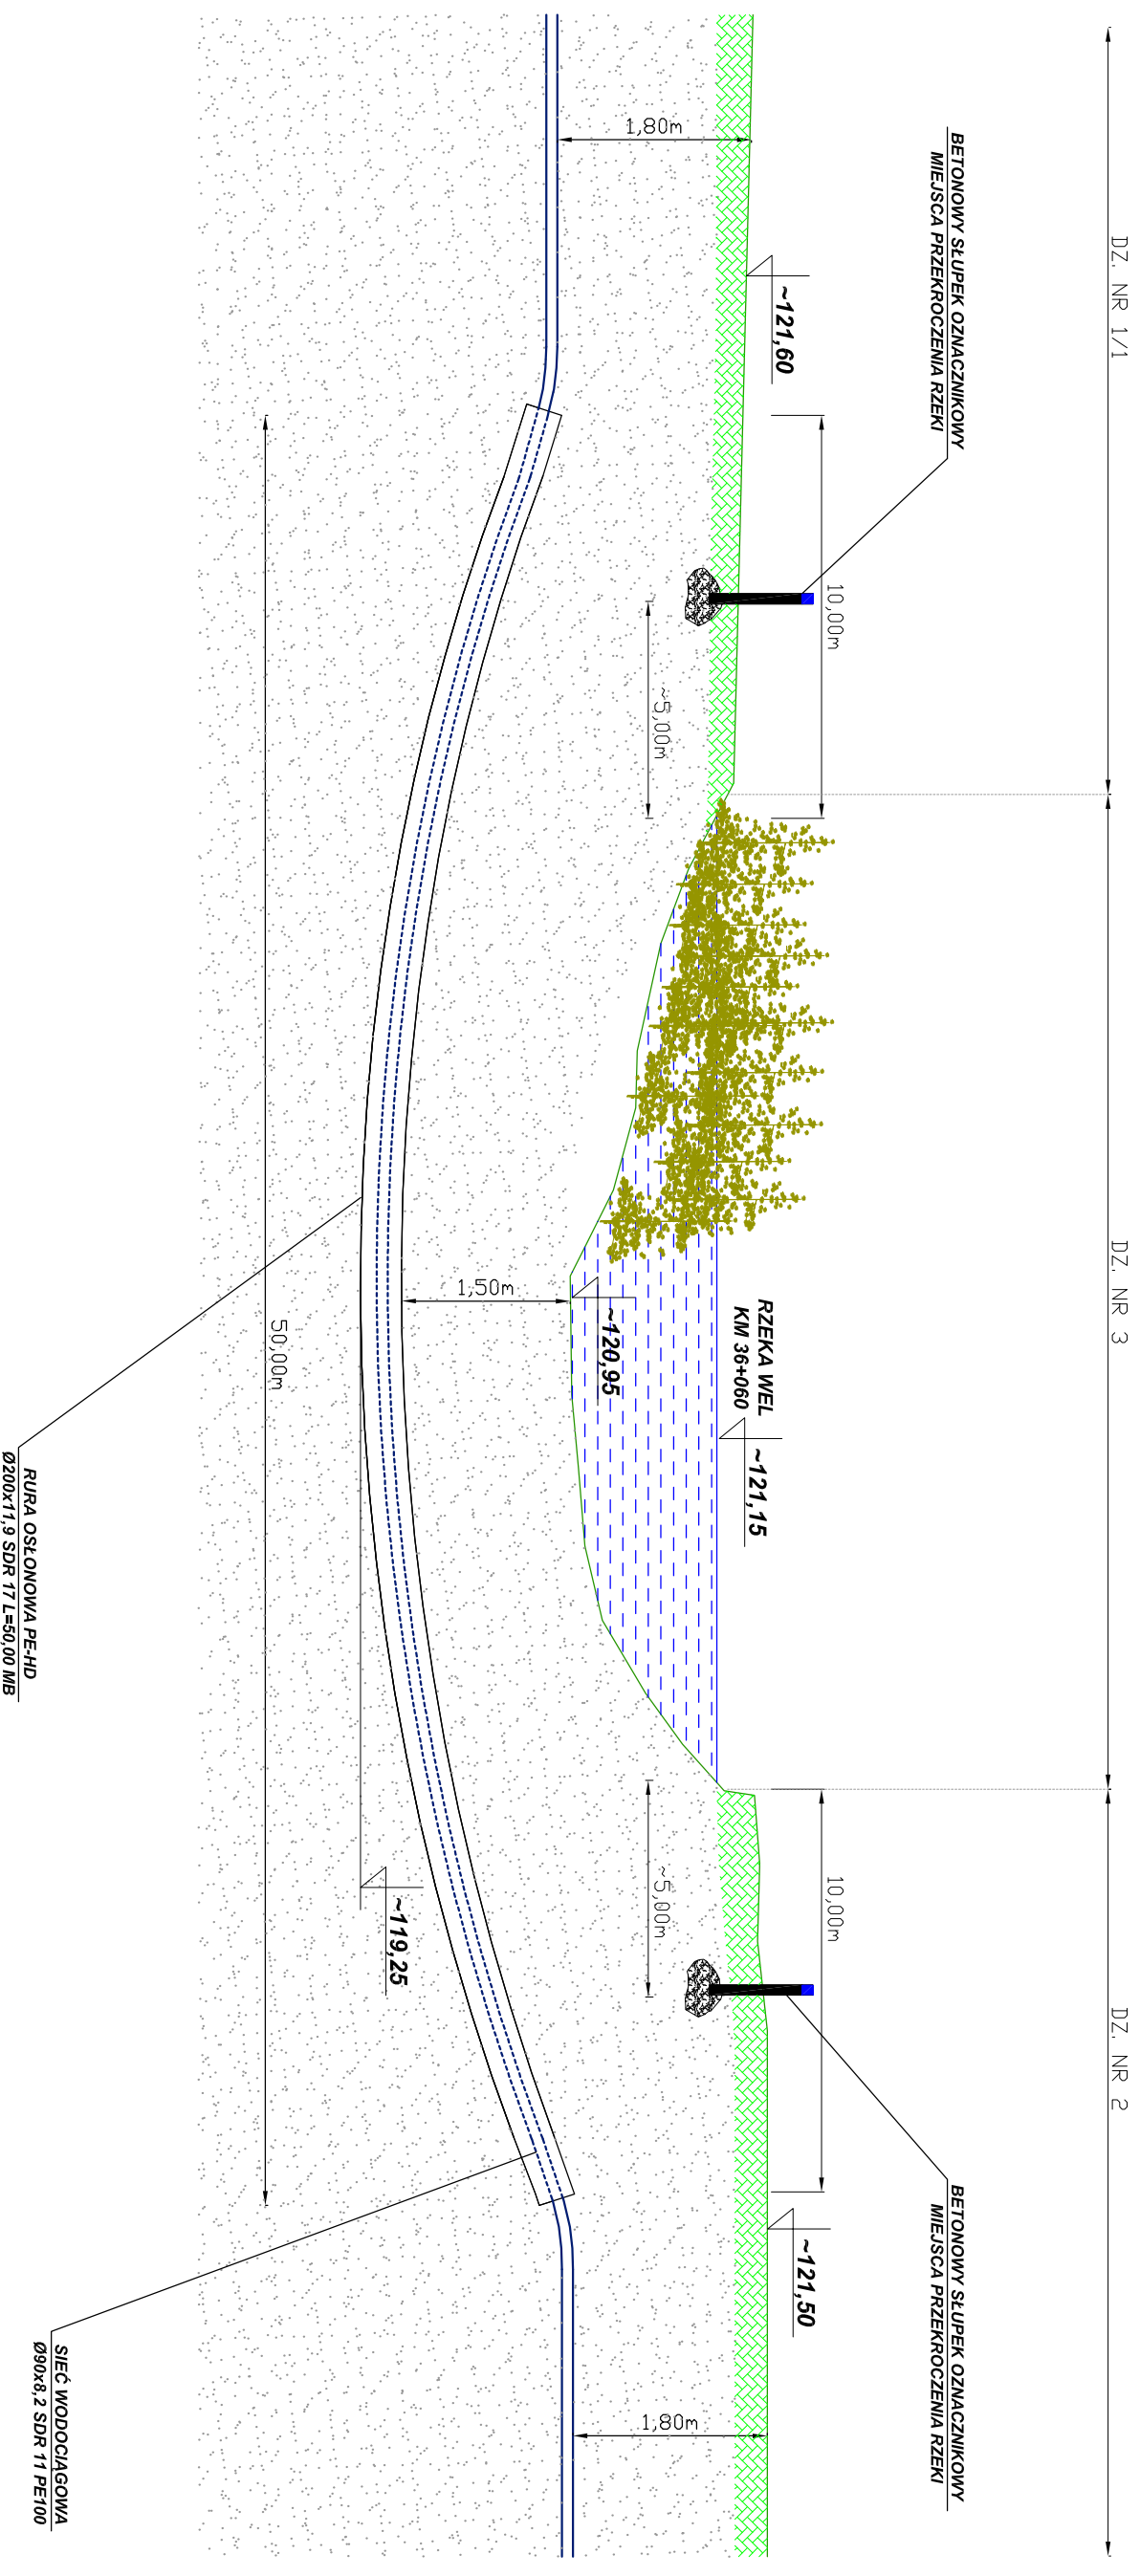 DZ. NR 1/1
DZ. NR 3
DZ. NR 2
BETONOWY SŁUPEK OZNACZNIKOWY
MIEJSCA PRZEKROCZENIA RZEKI
BETONOWY SŁUPEK OZNACZNIKOWY
MIEJSCA PRZEKROCZENIA RZEKI
10,00m
10,00m
~121,60
RZEKA WEL
KM 36+060
~121,15
~121,50
1,80m
~5,00m
~120,95
~5,00m
1,80m
1,50m
~119,25
50,00m
RURA OSŁONOWA PE-HD
Ø200x11,9 SDR 17 L=50,00 MB
SIEĆ WODOCIĄGOWA
Ø90x8,2 SDR 11 PE100